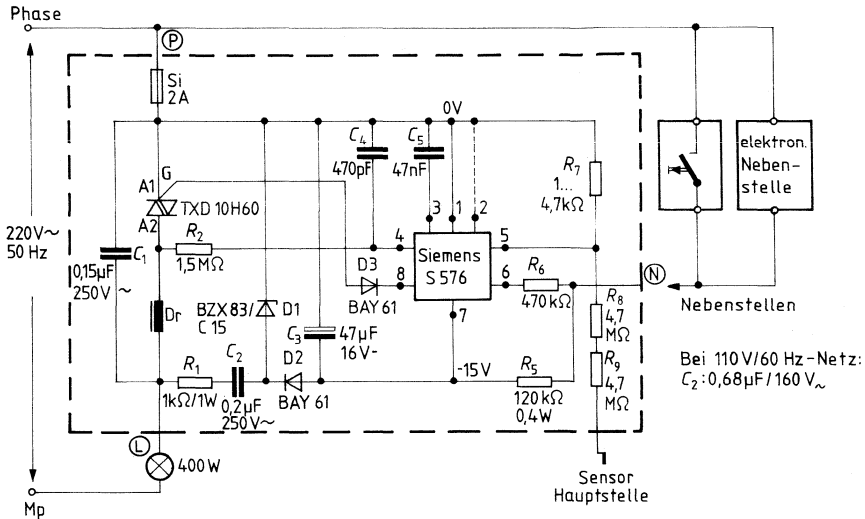 Phase
P
Si
2A
0V
C4
470pF
C5
47nF
R7
1...
4,7kΩ
elektron.
Neben-
stelle
G
A1
TXD 10H60
A2
3
1
2
220V~
50 Hz
C1
0,15µF
250V ~
R2
1,5MΩ
4
Siemens
S 576
5
8
6
R6
470kΩ
N
Nebenstellen
D3
BAY 61
7
Dr
BZX 83/
C 15
D1
C3
47µF
16V-
R8
4,7
MΩ
R1
1kΩ/1W
C2
0,2µF
250V~
D2
BAY 61
-15V
R5
120kΩ
0,4W
R9
4,7
MΩ
Bei 110 V/60 Hz-Netz:
C2:0,68µF/160 V~
L
400W
Mp
Sensor
Hauptstelle